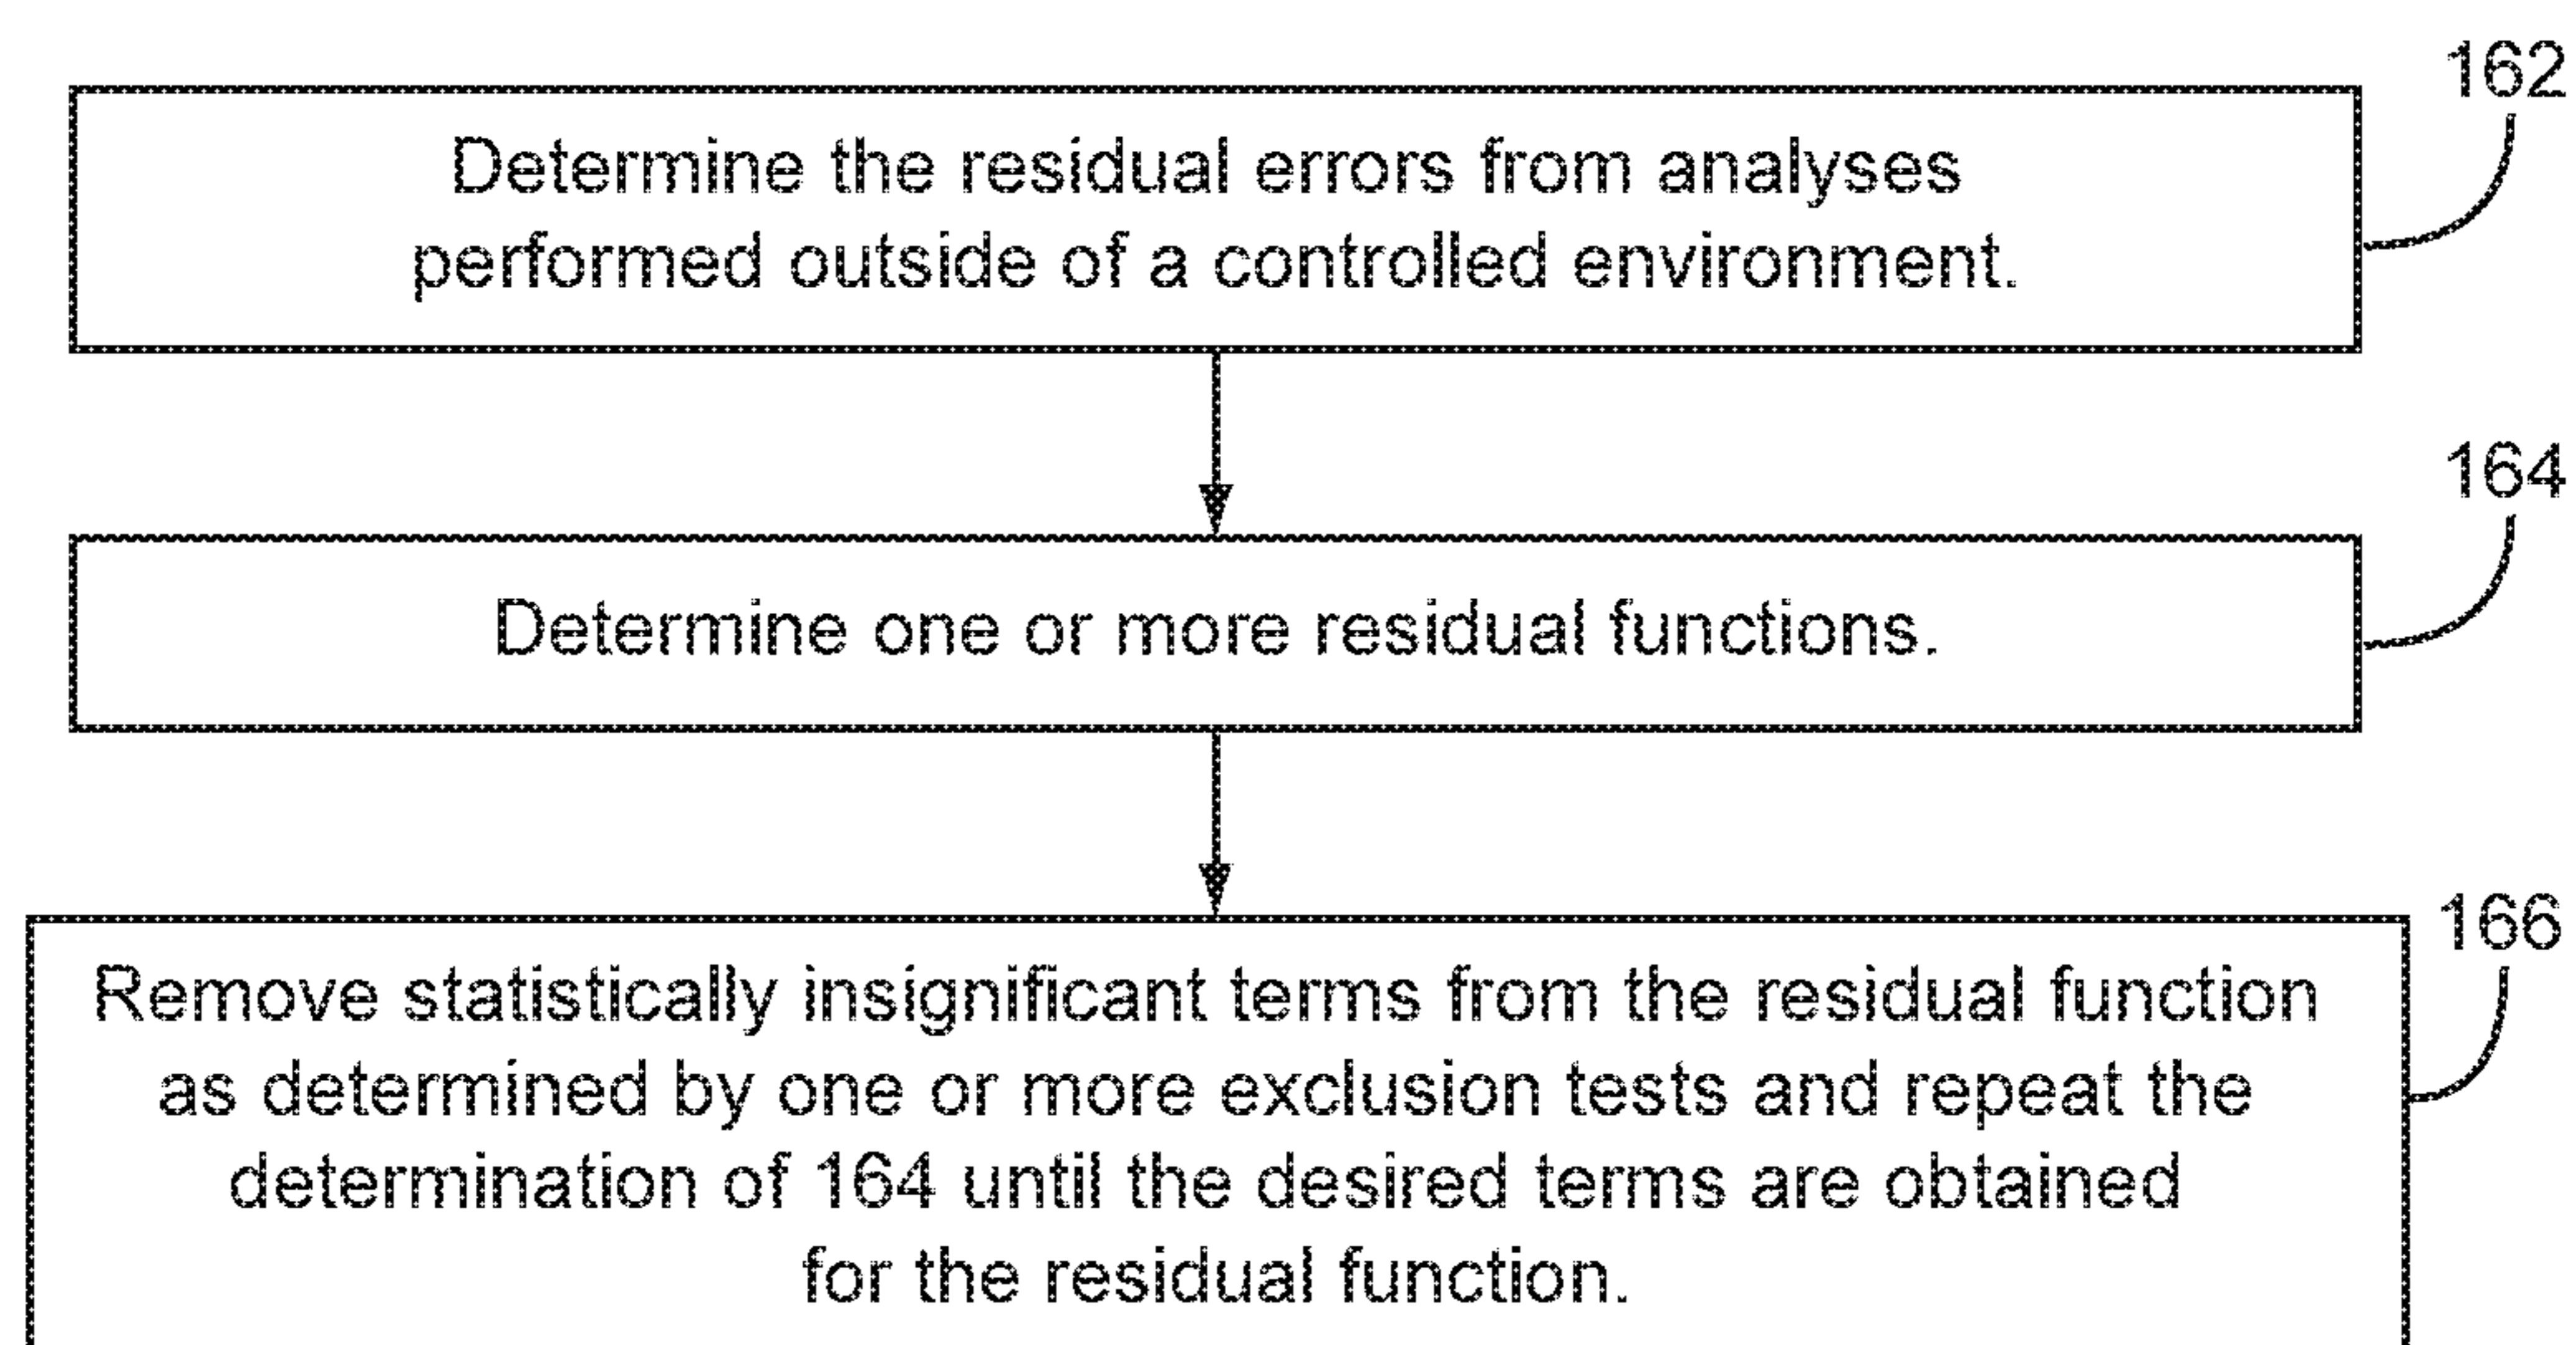 162
Determine the residual errors from analyses
performed outside of a controlled environment.
164
Determine one or more residual functions.
166
Remove statistically insignificant terms from the residual function
as determined by one or more exclusion tests and repeat the
determination of 164 until the desired terms are obtained
for the residual function.